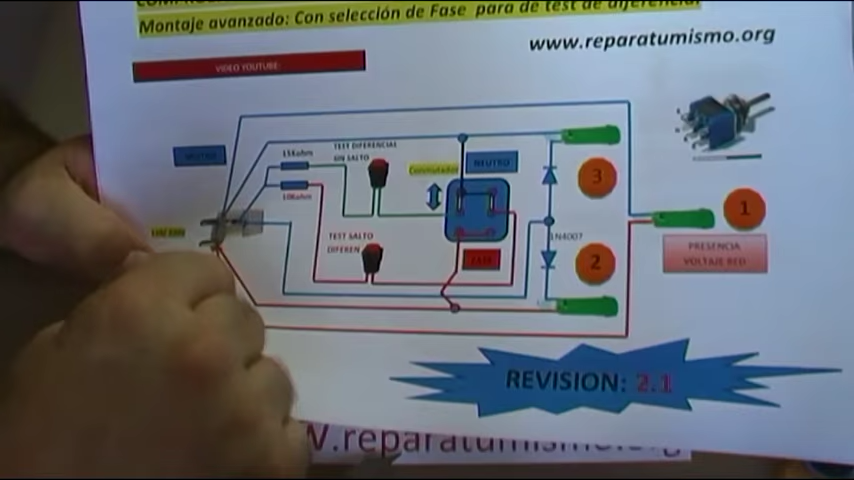 Montaje avanzado: Con selección de Fase para de test de diferencial
www.reparatumismo.org
VIDEO YOUTUBE:
NEUTRO
15Kohm
10Kohm
TEST DIFERENCIAS
SIN SALTO
Conmutador
NEUTRO
3
1
PRESENCIA
VOLTAJE RED
TEST SALTO
DIFEREN
1N4007
2
FASE
REVISION: 2.1
w.reparatumismo.org